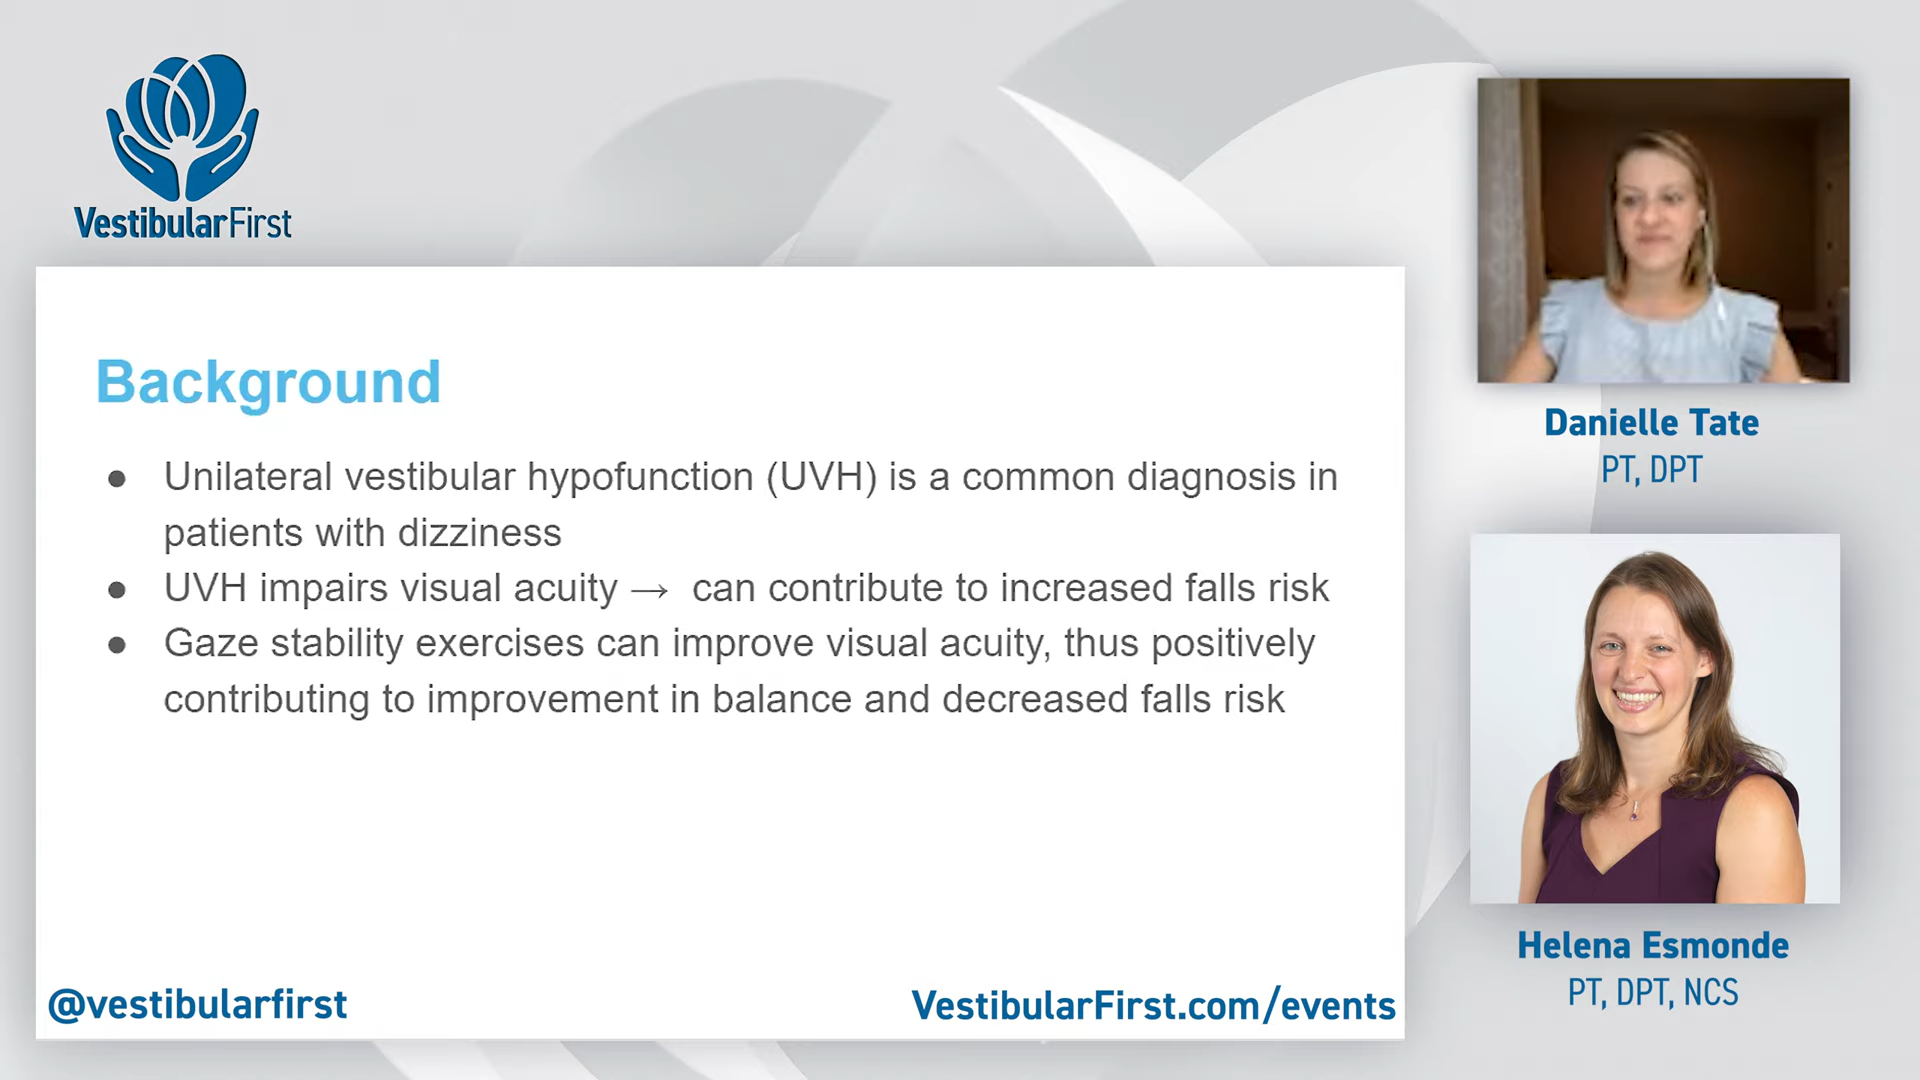 VestibularFirst
Background
● Unilateral vestibular hypofunction (UVH) is a common diagnosis in
patients with dizziness
● UVH impairs visual acuity → can contribute to increased falls risk
● Gaze stability exercises can improve visual acuity, thus positively
contributing to improvement in balance and decreased falls risk
@vestibularfirst
VestibularFirst.com/events
Danielle Tate
PT, DPT
Helena Esmonde
PT, DPT, NCS